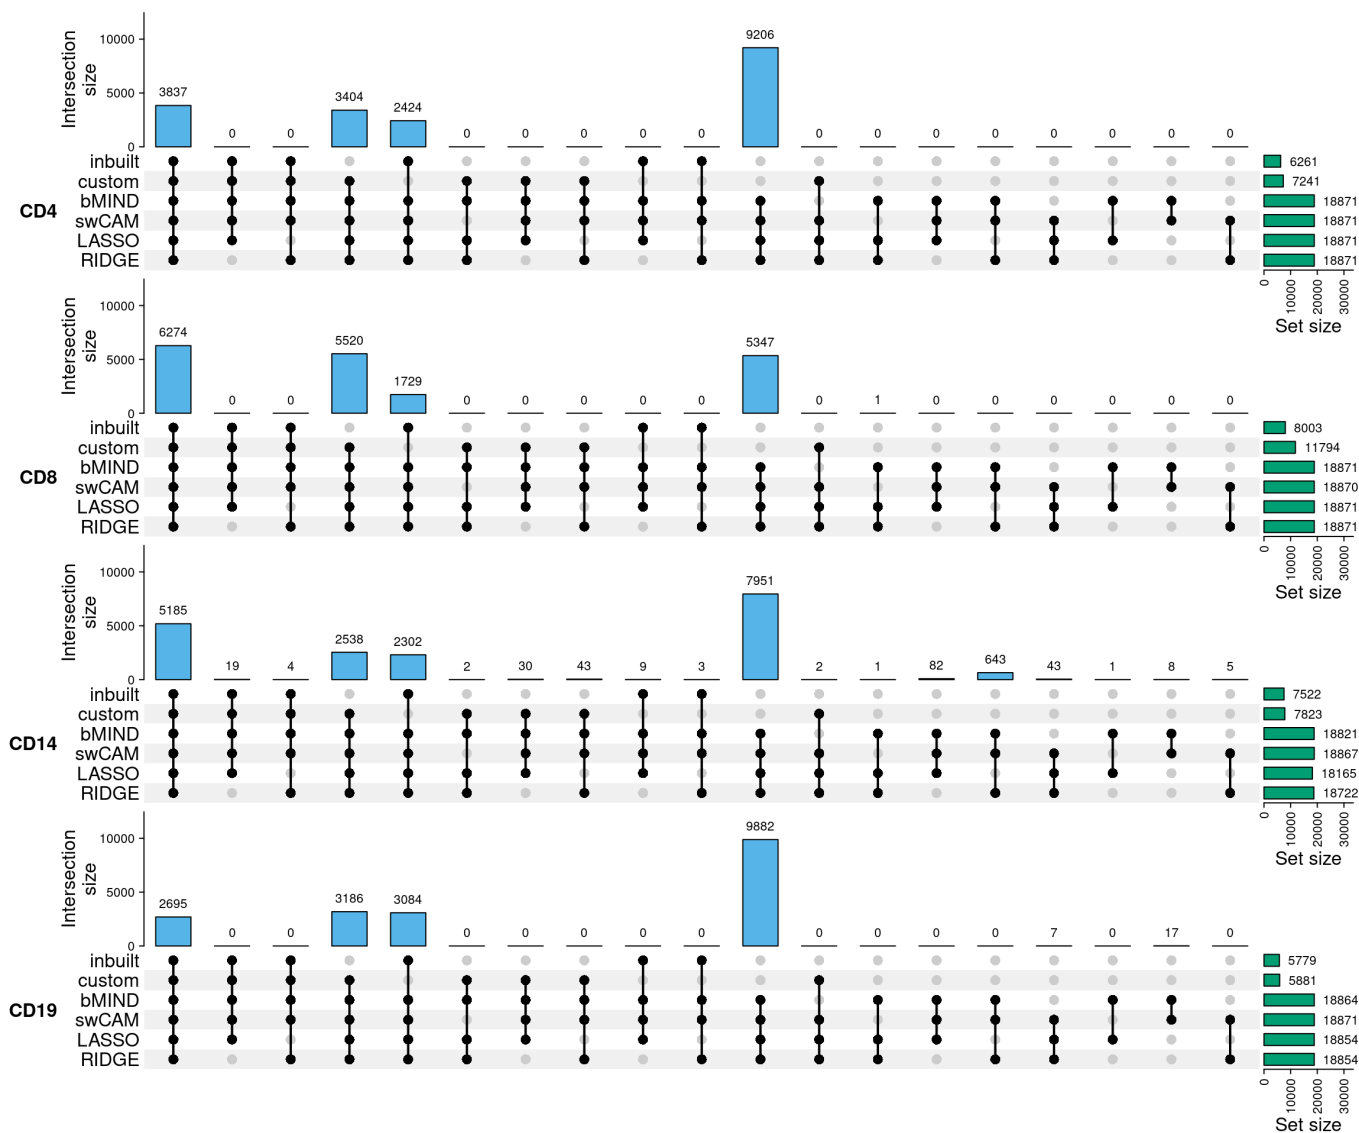 Intersection
size
10000
5000
0
3837 0 0 3404 2424 0 0 0 0 0 9206 0 0 0 0 0 0 0 0
CD4
inbuilt 6261
custom 7241
bMIND 18871
swCAM 18871
LASSO 18871
RIDGE 18871
0 10000 20000 30000
Set size
Intersection
size
10000
5000
0
6274 0 0 5520 1729 0 0 0 0 0 5347 0 1 0 0 0 0 0 0
CD8
inbuilt 8003
custom 11794
bMIND 18871
swCAM 18870
LASSO 18871
RIDGE 18871
0 10000 20000 30000
Set size
Intersection
size
10000
5000
0
5185 19 4 2538 2302 2 30 43 9 3 7951 2 1 82 643 43 1 8 5
CD14
inbuilt 7522
custom 7823
bMIND 18821
swCAM 18867
LASSO 18165
RIDGE 18722
0 10000 20000 30000
Set size
Intersection
size
10000
5000
0
2695 0 0 3186 3084 0 0 0 0 0 9882 0 0 0 0 7 0 17 0
CD19
inbuilt 5779
custom 5881
bMIND 18864
swCAM 18871
LASSO 18854
RIDGE 18854
0 10000 20000 30000
Set size